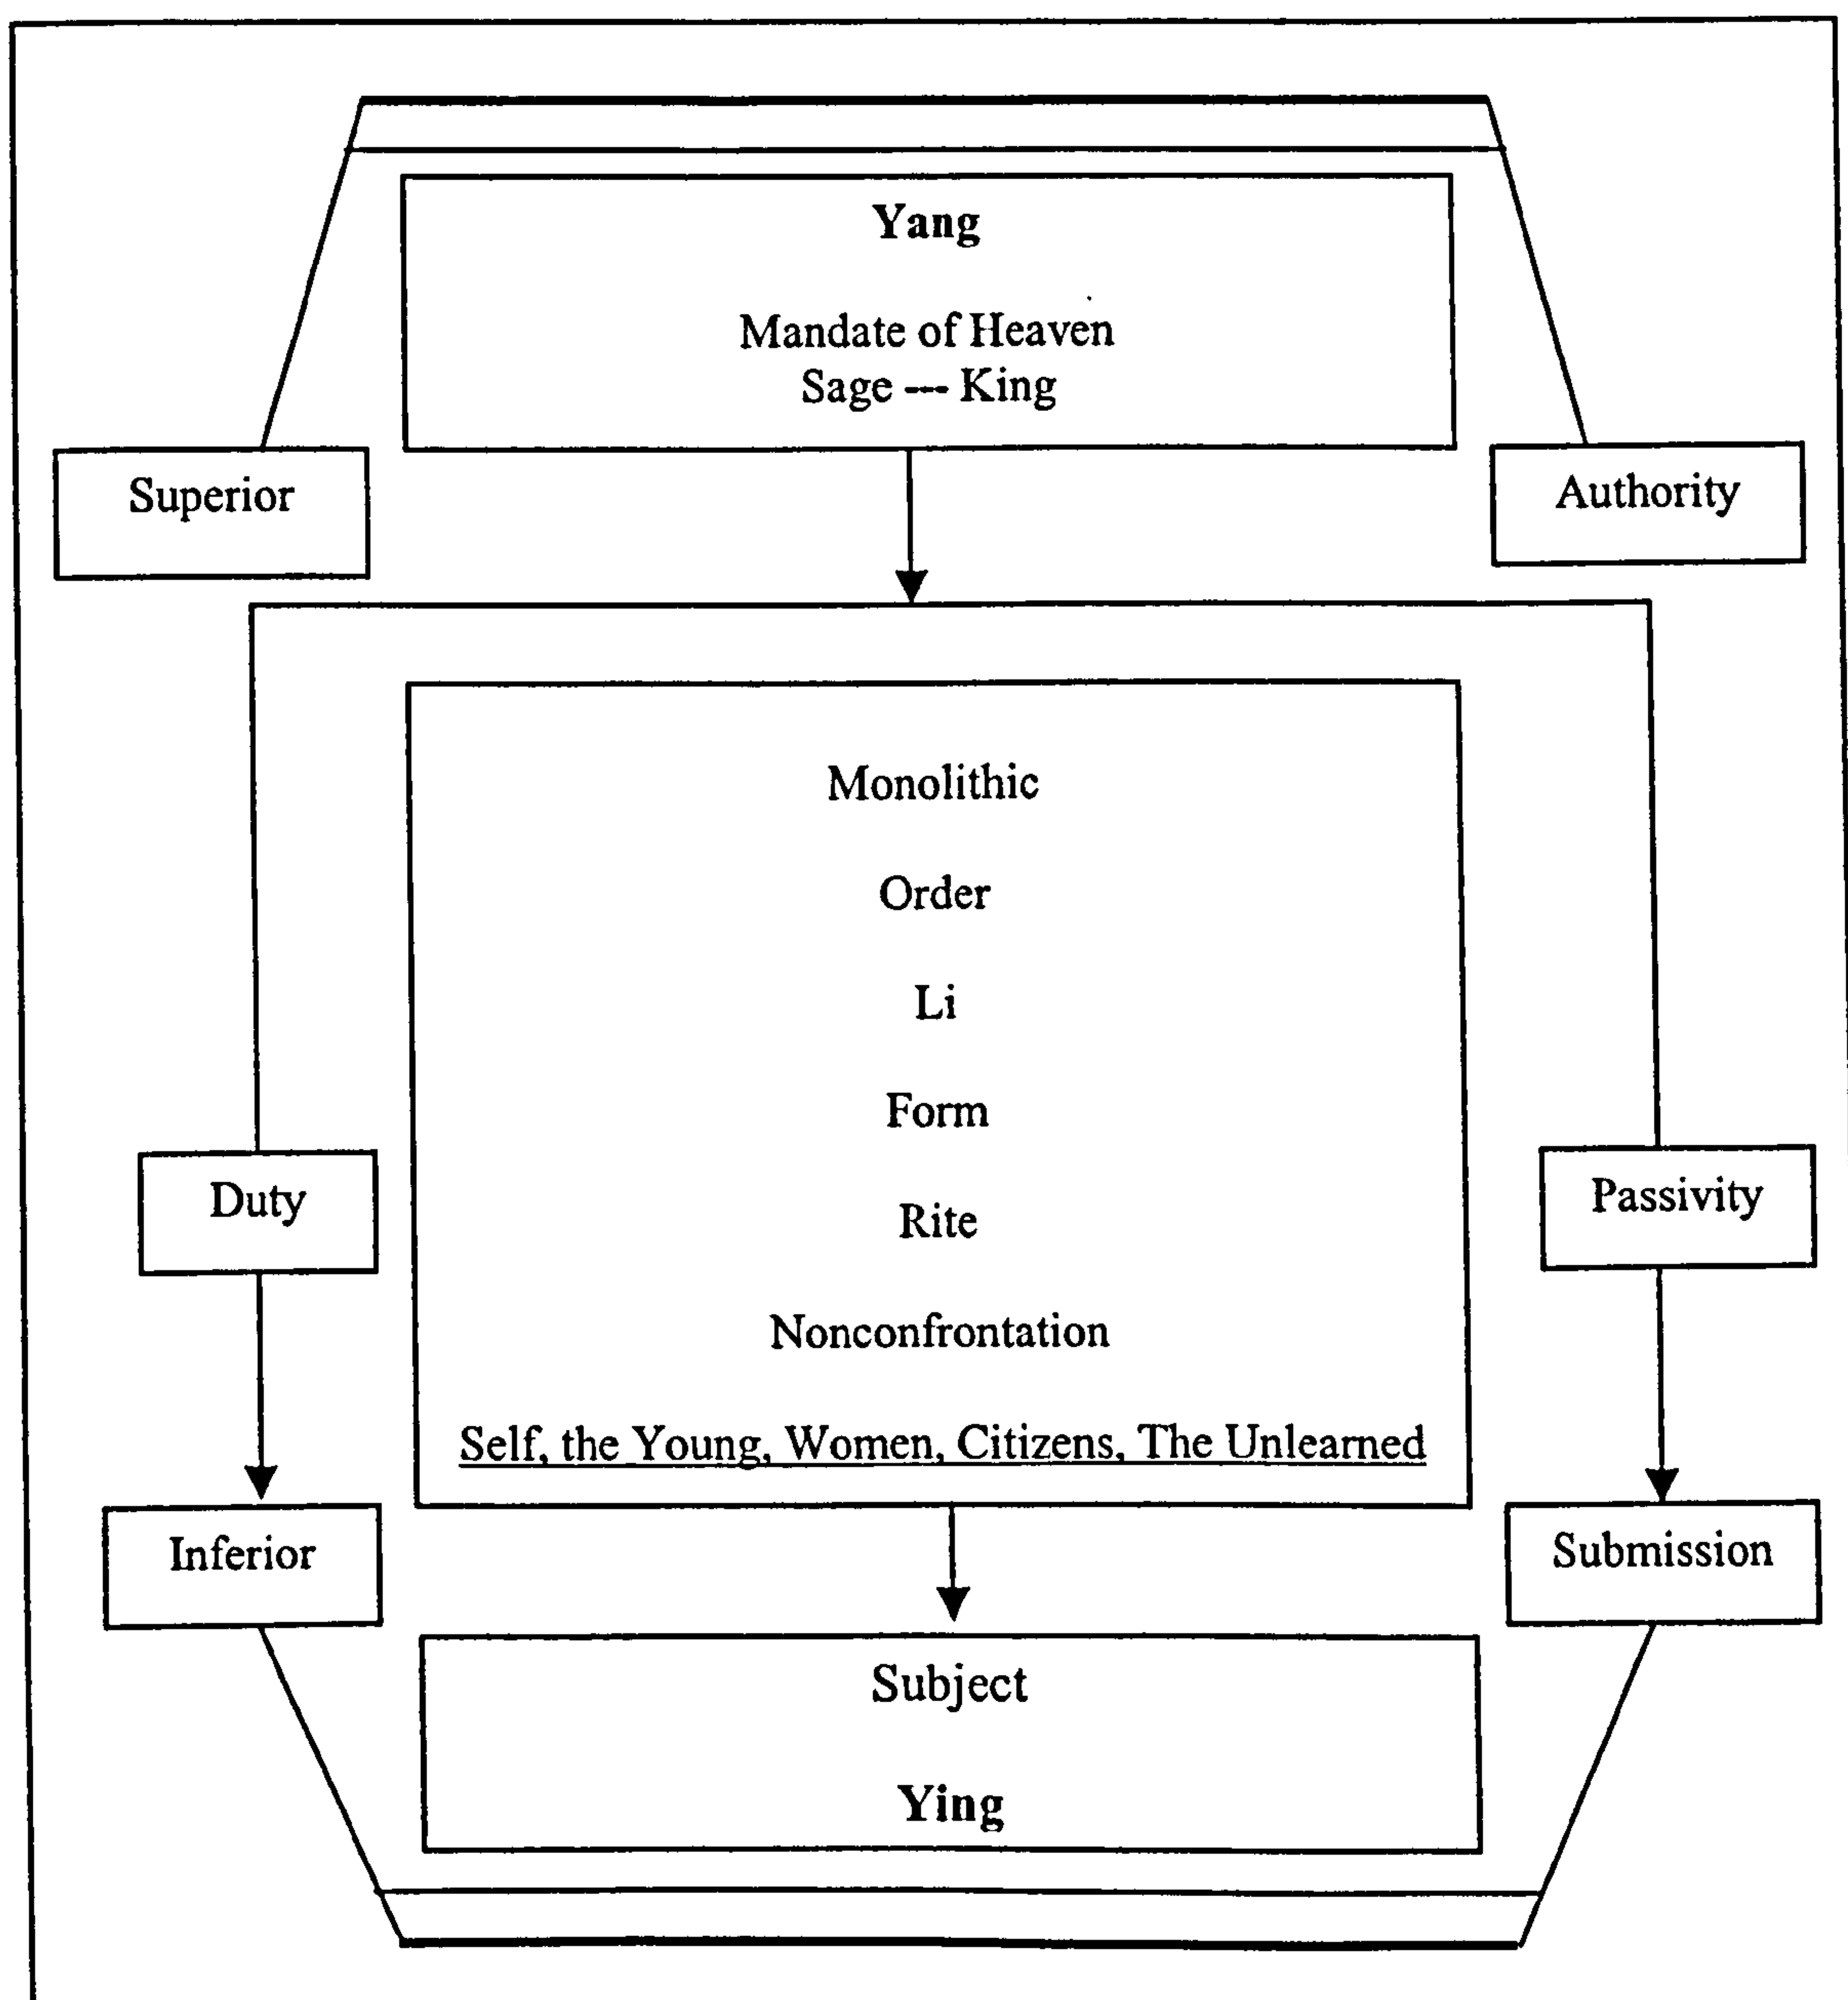 Yang
Mandate of Heaven
Sage --- King
Superior
Authority
Monolithic
Order
Li
Form
Rite
Nonconfrontation
Self, the Young, Women, Citizens, The Unlearned
Duty
Passivity
Inferior
Submission
Subject
Ying